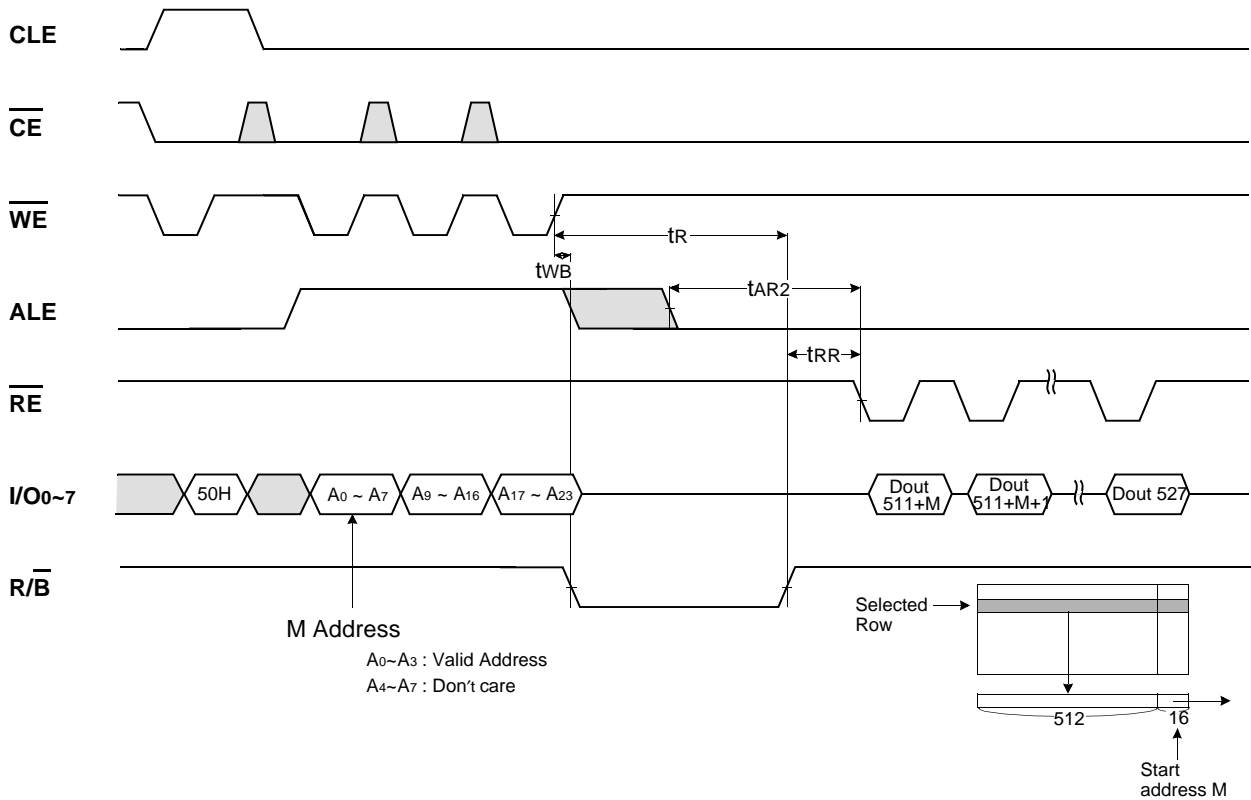 CLE
CE
WE
tR
tWB
tAR2
ALE
tRR
RE
I/O0~7
50H
A0 ~ A7
A9 ~ A16
A17 ~ A23
Dout
511+M
Dout
511+M+1
Dout 527
R/B
M Address
A0~A3 : Valid Address
A4~A7 : Don't care
Selected
Row
512
16
Start
address M